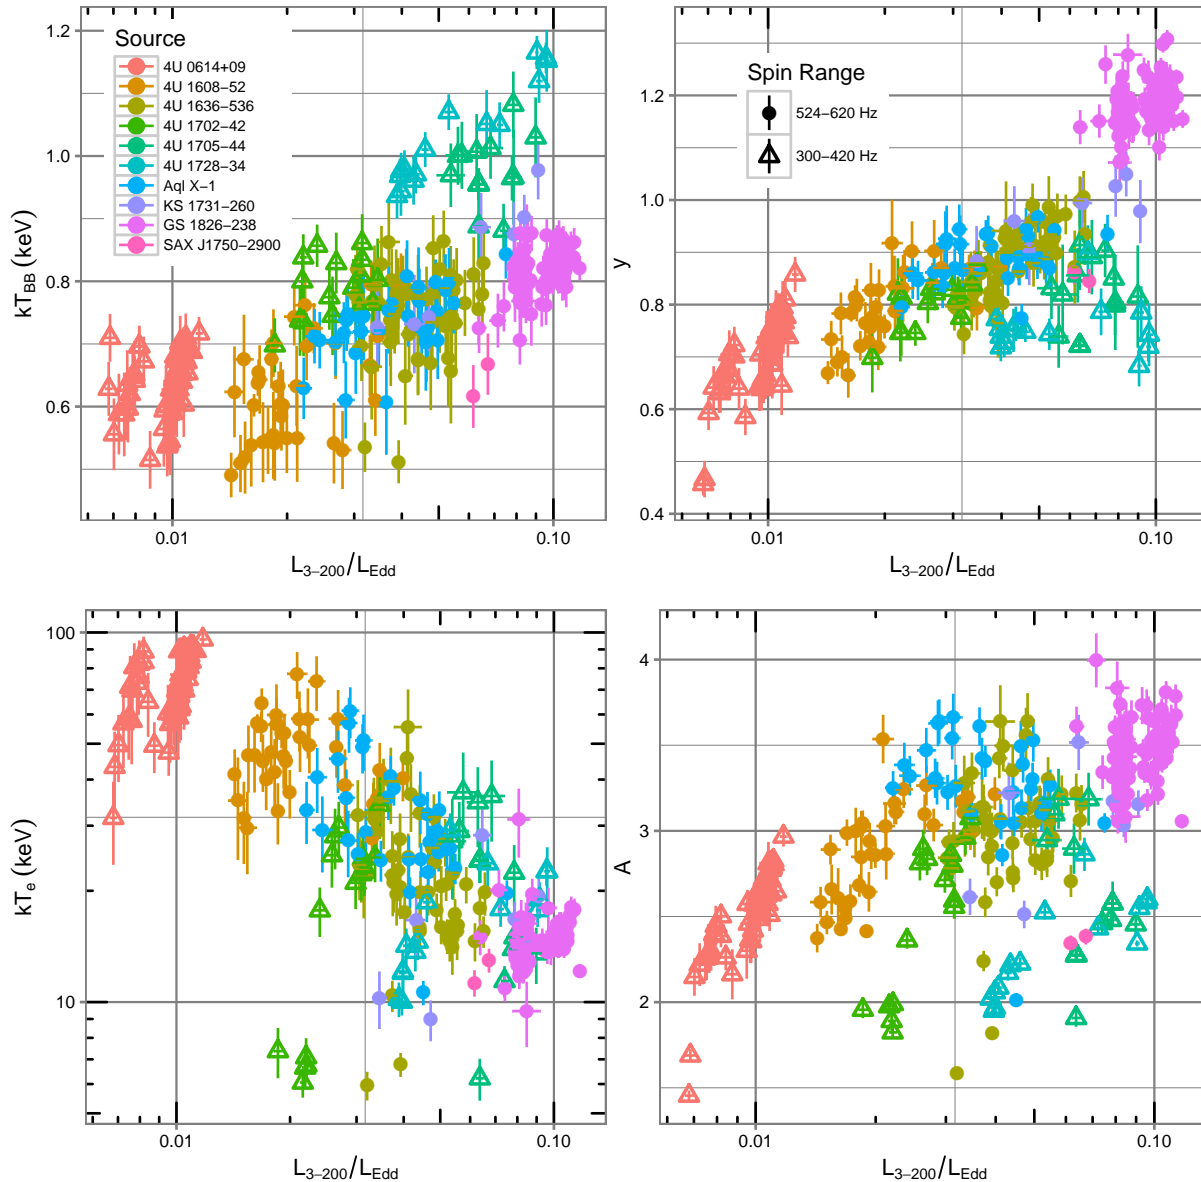 1.2
1.0
0.8
0.6
kT_BB (keV)
Source
4U 0614+09
4U 1608−52
4U 1636−536
4U 1702−42
4U 1705−44
4U 1728−34
Aql X−1
KS 1731−260
GS 1826−238
SAX J1750−2900
0.01
0.10
L_3−200/L_Edd
1.2
1.0
0.8
0.6
0.4
y
Spin Range
524−620 Hz
300−420 Hz
0.01
0.10
L_3−200/L_Edd
100
10
kT_e (keV)
0.01
0.10
L_3−200/L_Edd
4
3
2
A
0.01
0.10
L_3−200/L_Edd